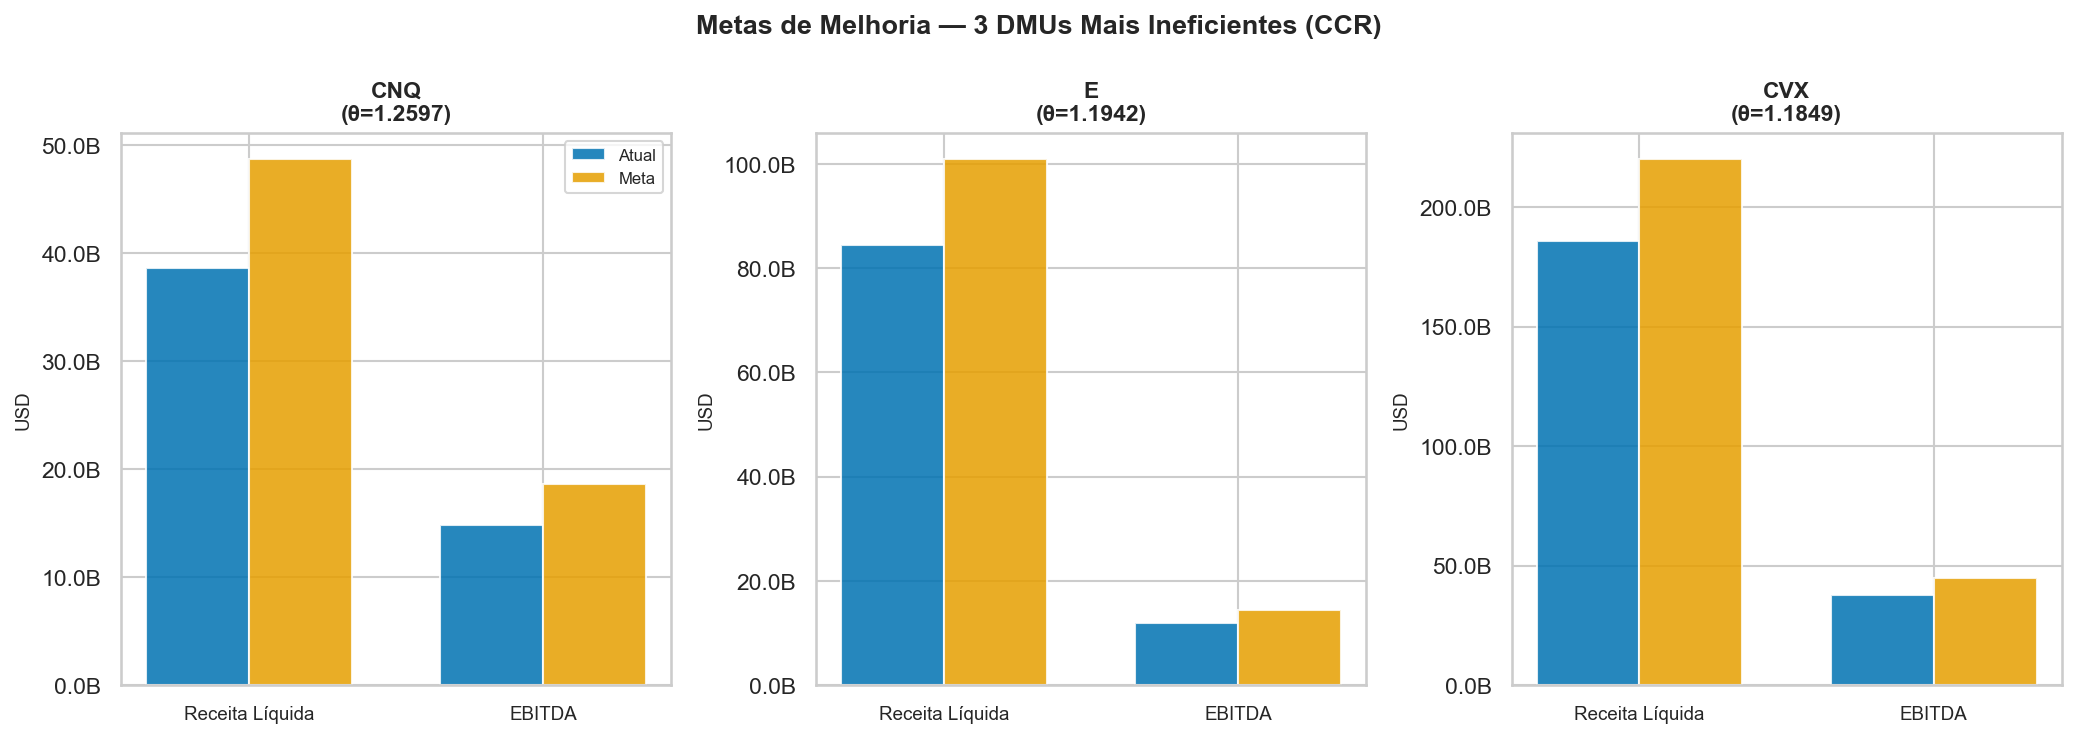 Metas de Melhoria — 3 DMUs Mais Ineficientes (CCR)
CNQ
(θ=1.2597)
50.0B
40.0B
30.0B
20.0B
10.0B
0.0B
USD
Atual
Meta
Receita Líquida
EBITDA
E
(θ=1.1942)
100.0B
80.0B
60.0B
40.0B
20.0B
0.0B
USD
Receita Líquida
EBITDA
CVX
(θ=1.1849)
200.0B
150.0B
100.0B
50.0B
0.0B
USD
Receita Líquida
EBITDA